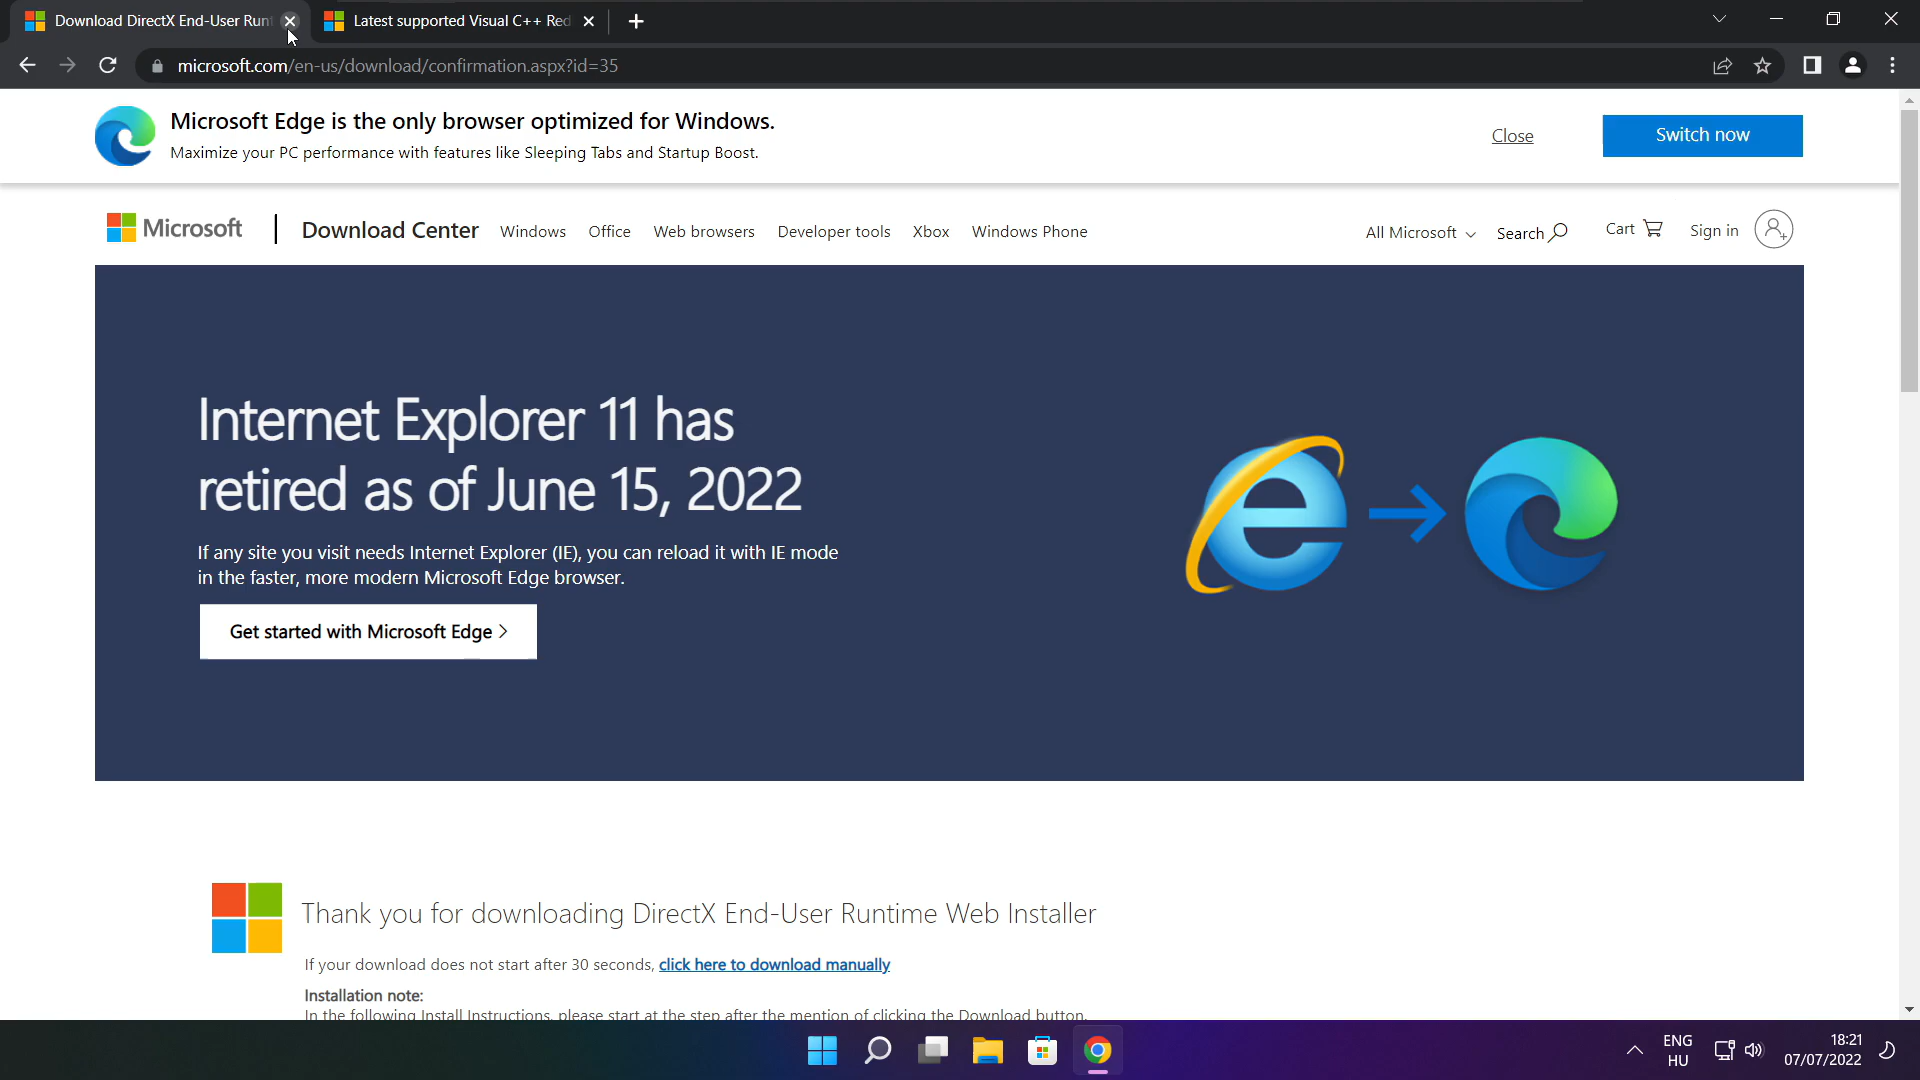 Download DirectX End-User Runt
Latest supported Visual C++ Red
microsoft.com/en-us/download/confirmation.aspx?id=35
Microsoft Edge is the only browser optimized for Windows.
Maximize your PC performance with features like Sleeping Tabs and Startup Boost.
Close
Switch now
Microsoft
Download Center
Windows
Office
Web browsers
Developer tools
Xbox
Windows Phone
All Microsoft
Search
Cart
Sign in
Internet Explorer 11 has
retired as of June 15, 2022
If any site you visit needs Internet Explorer (IE), you can reload it with IE mode
in the faster, more modern Microsoft Edge browser.
Get started with Microsoft Edge >
Thank you for downloading DirectX End-User Runtime Web Installer
If your download does not start after 30 seconds, click here to download manually
Installation note:
In the following Install Instructions, please start at the step after the mention of clicking the Download button.
ENG
HU
18:21
07/07/2022